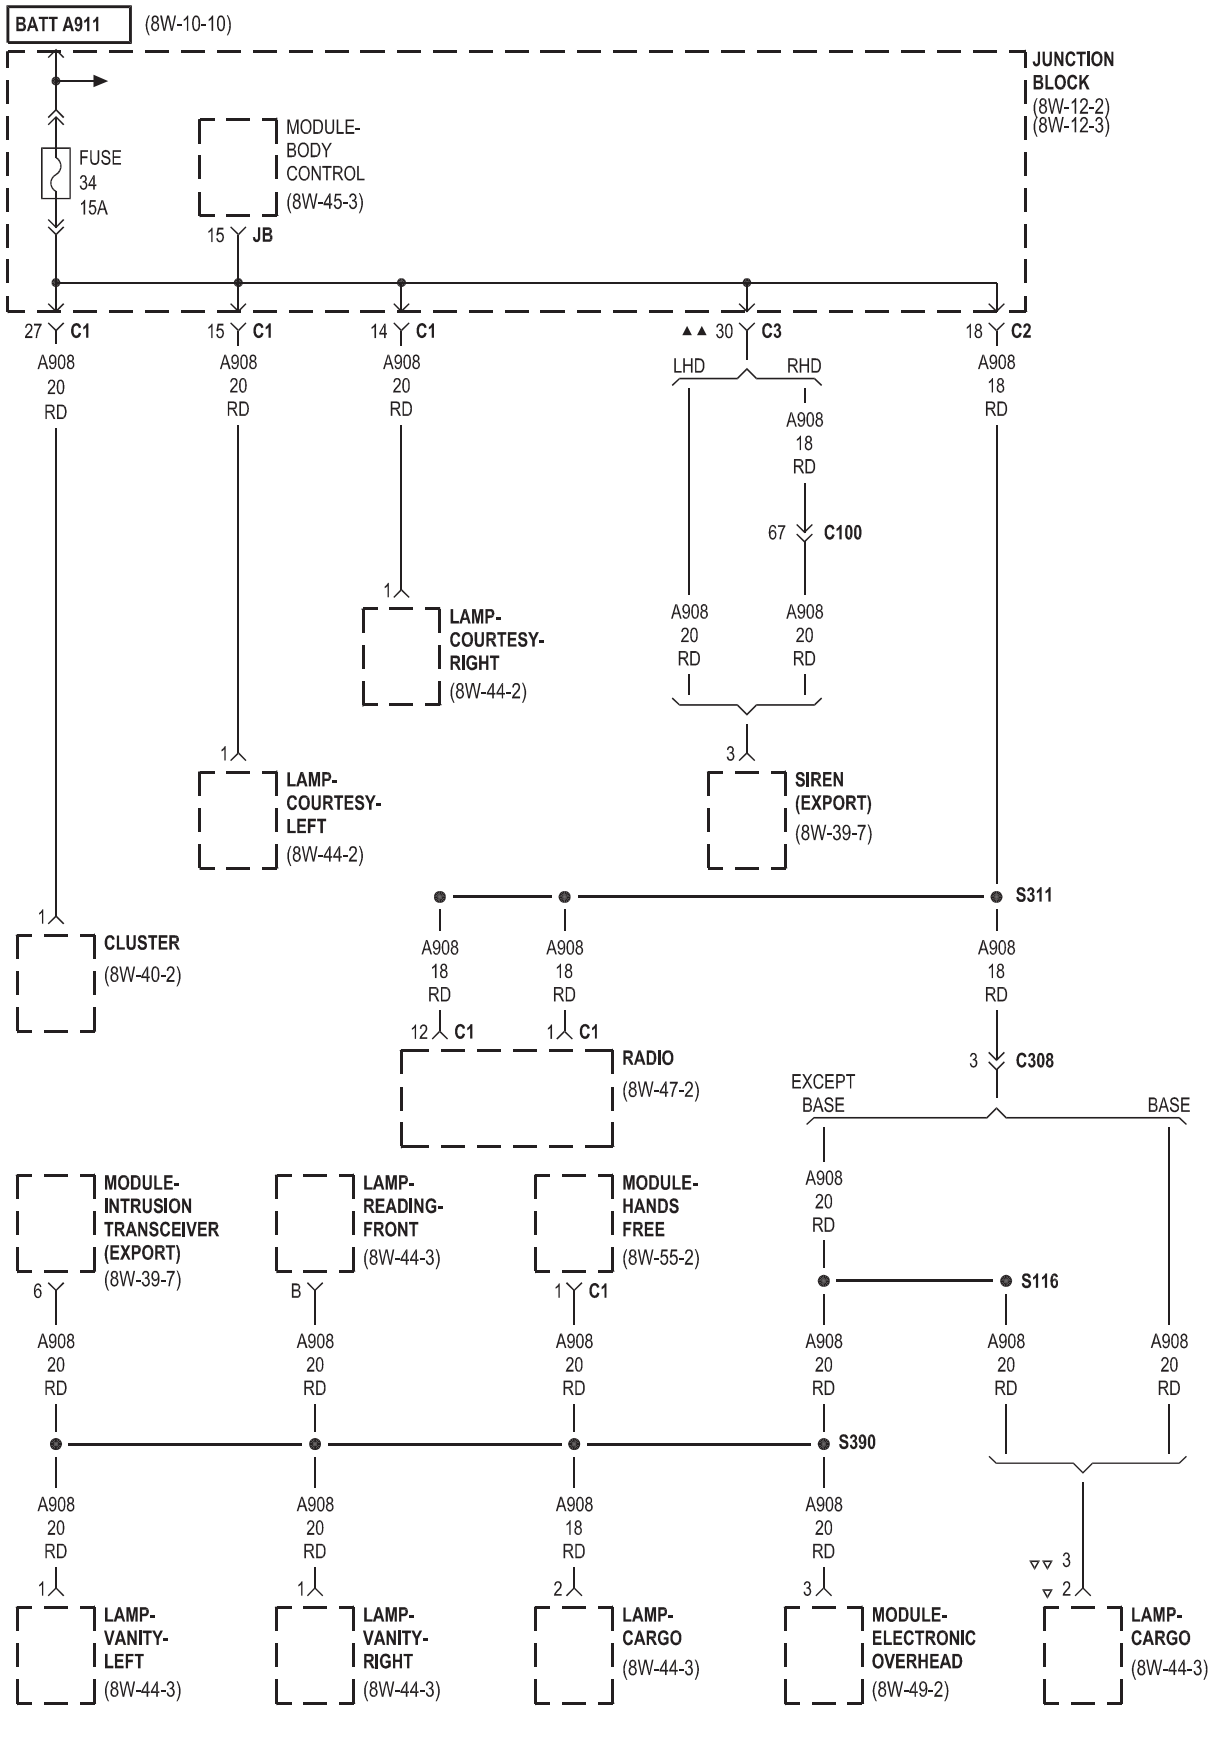 BATT A911 (8W-10-10)
JUNCTION
BLOCK
(8W-12-2)
(8W-12-3)
FUSE
34
15A
MODULE-
BODY
CONTROL
(8W-45-3)
15 JB
27 C1
15 C1
14 C1
▲▲ 30 C3
18 C2
A908
20
RD
A908
20
RD
A908
20
RD
LHD
RHD
A908
18
RD
A908
18
RD
67 C100
A908
20
RD
A908
20
RD
1
LAMP-
COURTESY-
RIGHT
(8W-44-2)
1
LAMP-
COURTESY-
LEFT
(8W-44-2)
3
SIREN
(EXPORT)
(8W-39-7)
S311
1
CLUSTER
(8W-40-2)
A908
18
RD
A908
18
RD
A908
18
RD
12 C1
1 C1
RADIO
(8W-47-2)
3 C308
EXCEPT
BASE
BASE
A908
20
RD
MODULE-
INTRUSION
TRANSCEIVER
(EXPORT)
(8W-39-7)
LAMP-
READING-
FRONT
(8W-44-3)
MODULE-
HANDS
FREE
(8W-55-2)
S116
6
B
1 C1
A908
20
RD
A908
20
RD
A908
20
RD
A908
20
RD
A908
20
RD
A908
20
RD
S390
A908
20
RD
A908
20
RD
A908
18
RD
A908
20
RD
1
1
2
3
▽▽ 3
▽ 2
LAMP-
VANITY-
LEFT
(8W-44-3)
LAMP-
VANITY-
RIGHT
(8W-44-3)
LAMP-
CARGO
(8W-44-3)
MODULE-
ELECTRONIC
OVERHEAD
(8W-49-2)
LAMP-
CARGO
(8W-44-3)